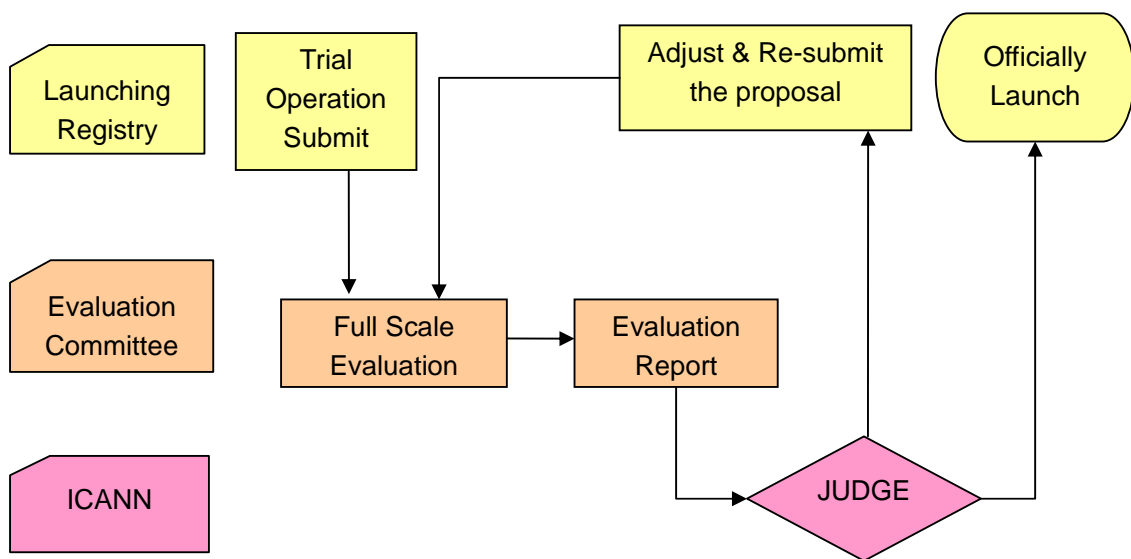 Launching
Registry
Trial
Operation
Submit
Adjust & Re-submit
the proposal
Officially
Launch
Evaluation
Committee
Full Scale
Evaluation
Evaluation
Report
ICANN
JUDGE